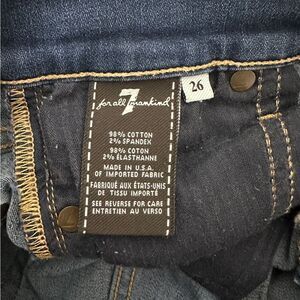 7
for all mankind
26
98% COTTON
2% SPANDEX
98% COTON
2% ELASTHANNE
MADE IN U.S.A.
OF IMPORTED FABRIC
FABRIQUÉ AUX ÉTATS-UNIS
DE TISSU IMPORTÉ
SEE REVERSE FOR CARE
ENTRETIEN AU VERSO